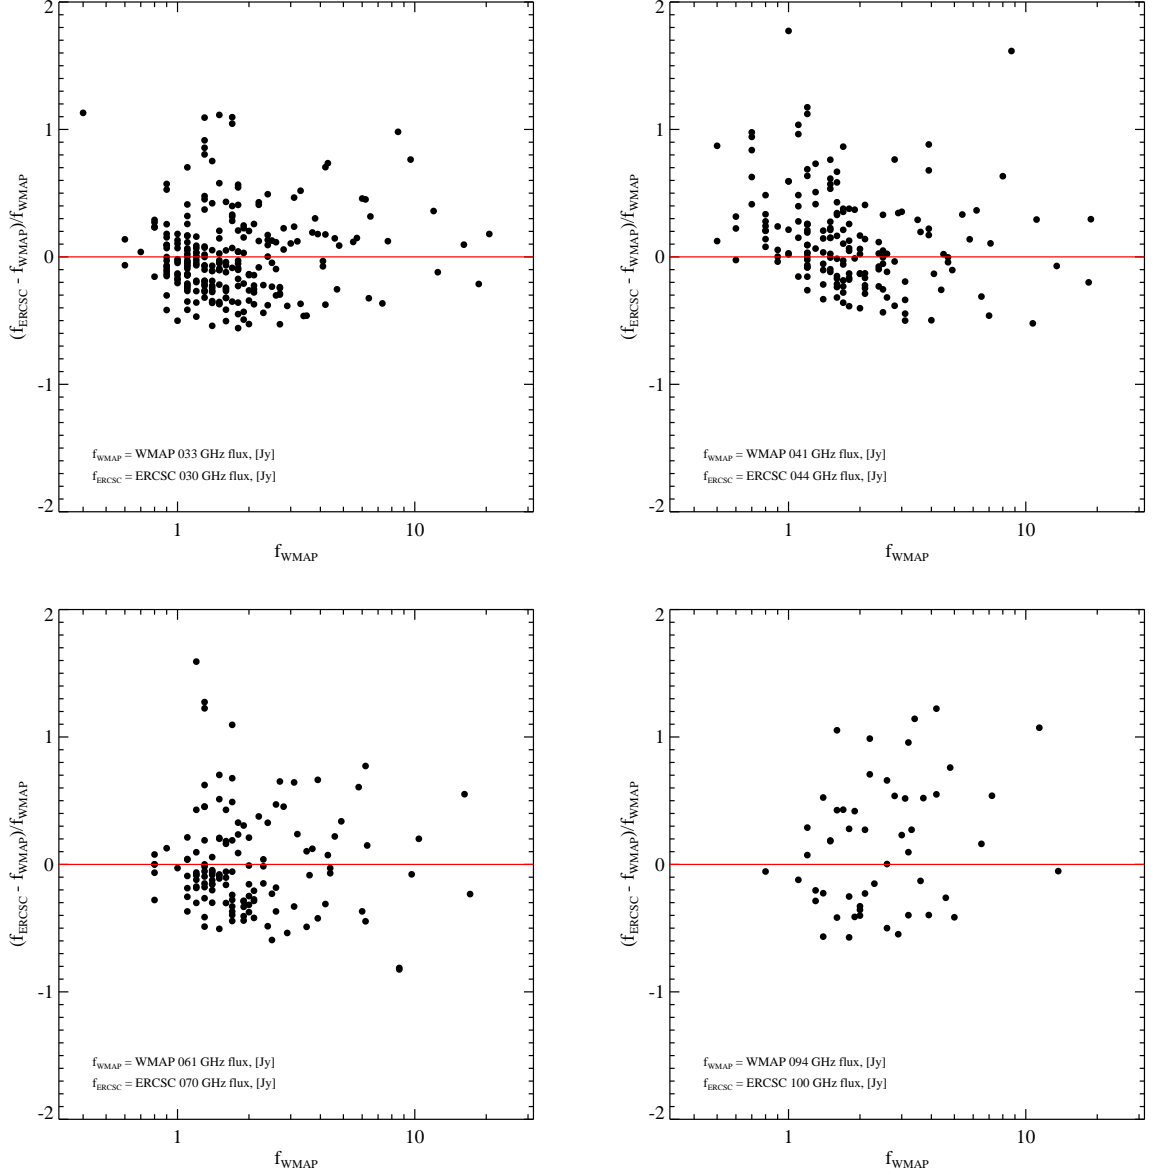 2
1
0
-1
-2
(f_ERCSC - f_WMAP)/f_WMAP
f_WMAP = WMAP 033 GHz flux, [Jy]
f_ERCSC = ERCSC 030 GHz flux, [Jy]
1 10
f_WMAP
2
1
0
-1
-2
(f_ERCSC - f_WMAP)/f_WMAP
f_WMAP = WMAP 041 GHz flux, [Jy]
f_ERCSC = ERCSC 044 GHz flux, [Jy]
1 10
f_WMAP
2
1
0
-1
-2
(f_ERCSC - f_WMAP)/f_WMAP
f_WMAP = WMAP 061 GHz flux, [Jy]
f_ERCSC = ERCSC 070 GHz flux, [Jy]
1 10
f_WMAP
2
1
0
-1
-2
(f_ERCSC - f_WMAP)/f_WMAP
f_WMAP = WMAP 094 GHz flux, [Jy]
f_ERCSC = ERCSC 100 GHz flux, [Jy]
1 10
f_WMAP